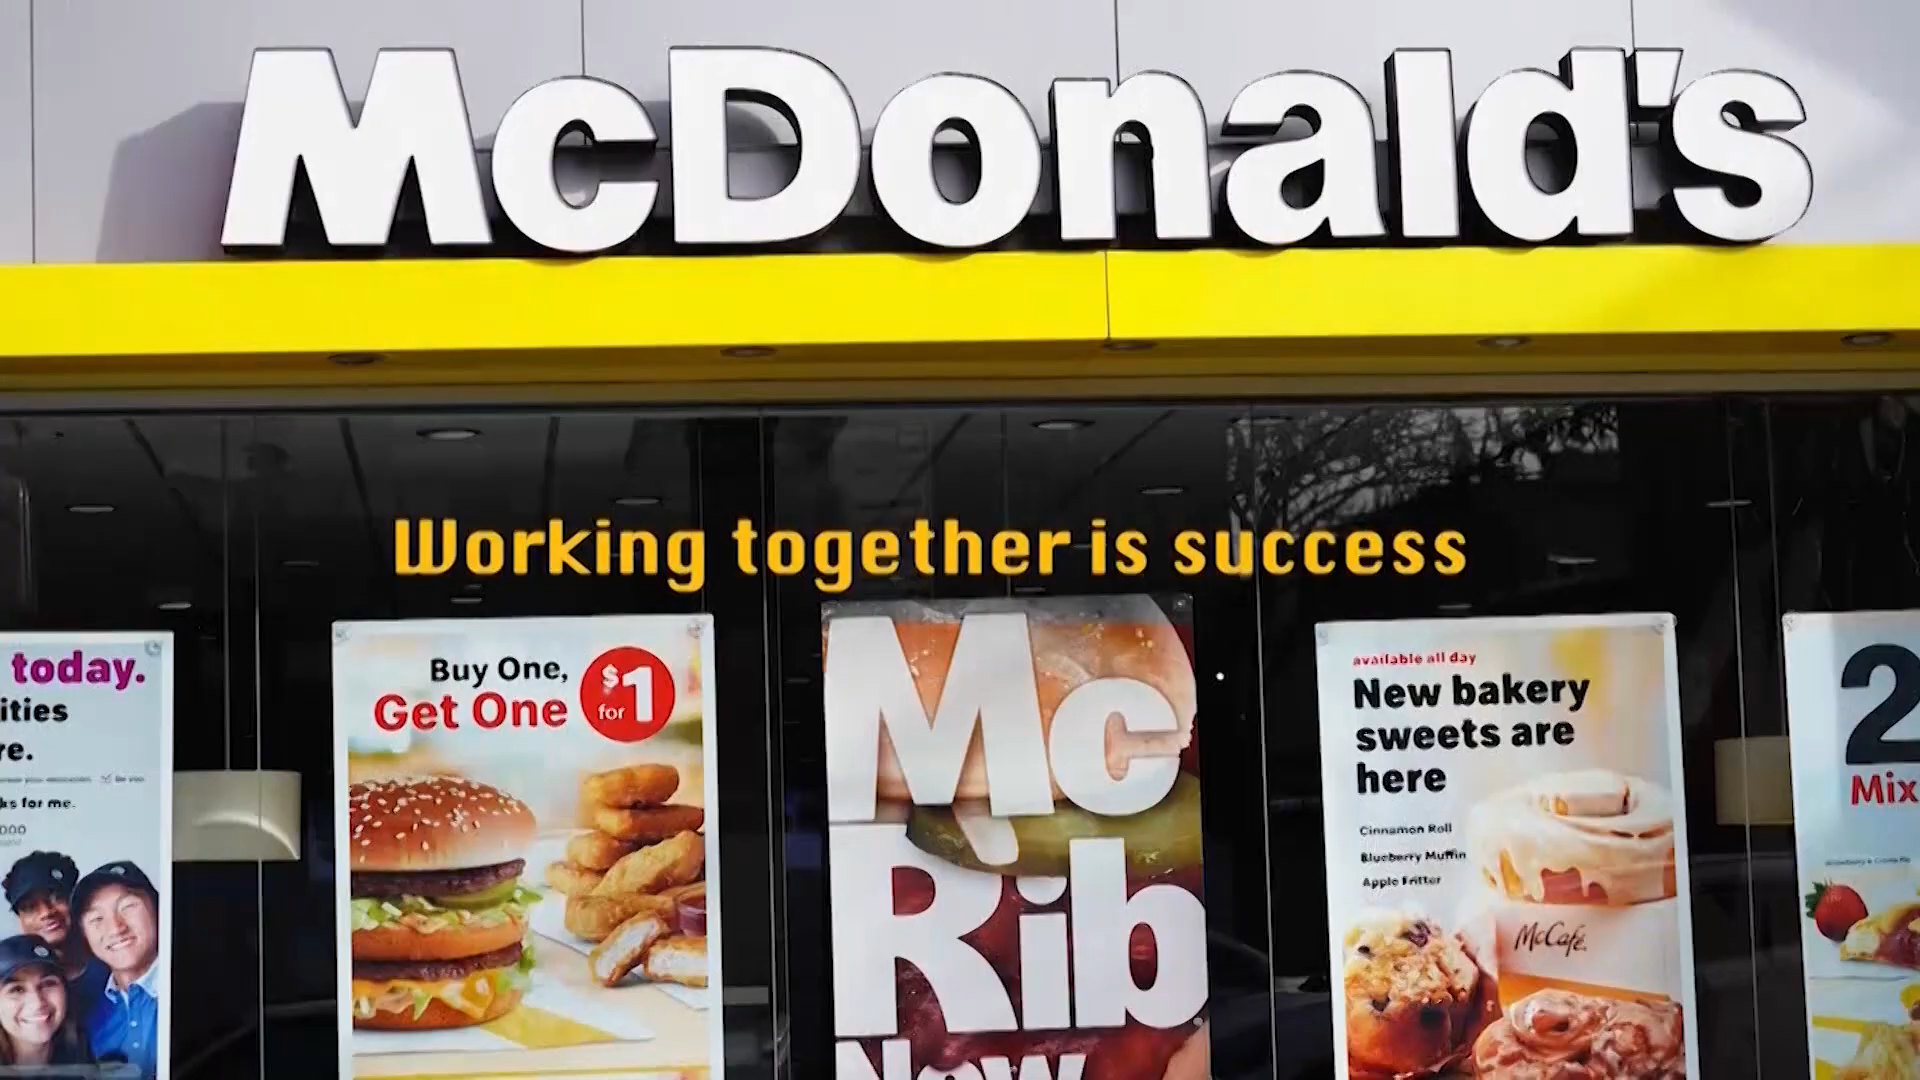 McDonald's
Working together is success
today.
ities
re.
ks for me.
Buy One,
Get One
$1
for
Mc
Rib
Now
available all day
New bakery
sweets are
here
Cinnamon Roll
Blueberry Muffin
Apple Fritter
McCafé
2
Mix